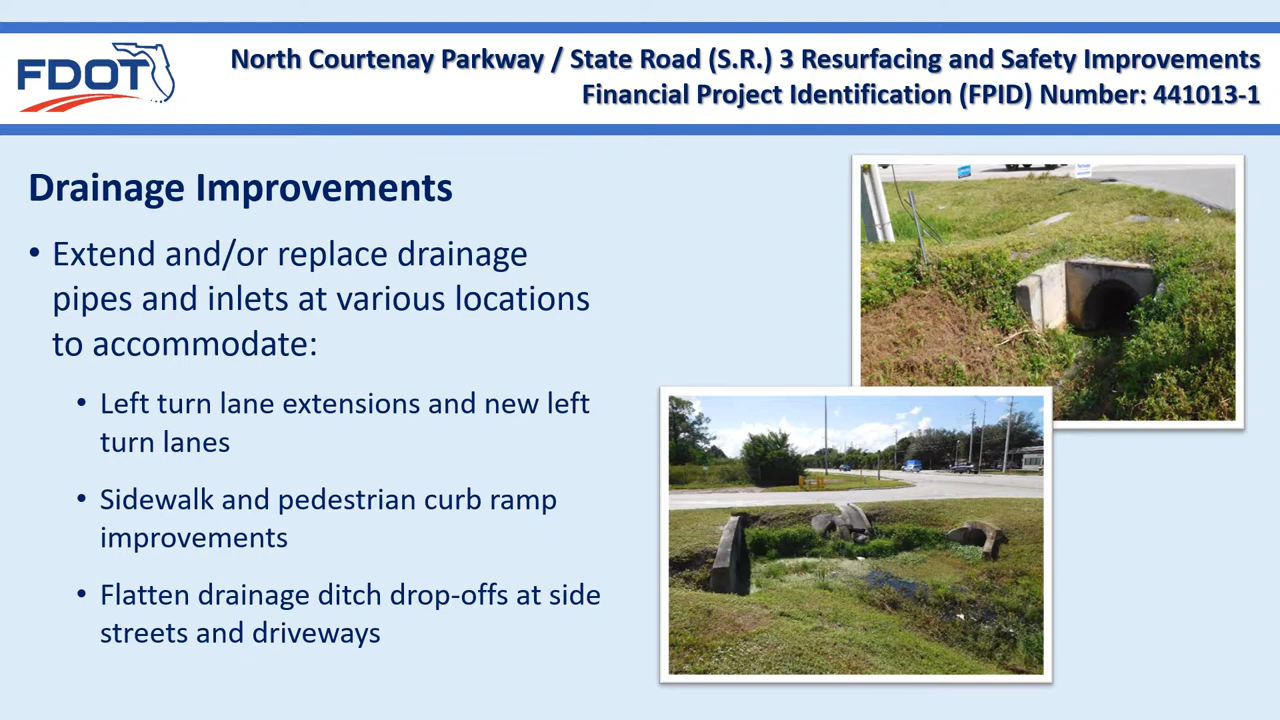 FDOT
North Courtenay Parkway / State Road (S.R.) 3 Resurfacing and Safety Improvements
Financial Project Identification (FPID) Number: 441013-1
Drainage Improvements
• Extend and/or replace drainage
pipes and inlets at various locations
to accommodate:
• Left turn lane extensions and new left
turn lanes
• Sidewalk and pedestrian curb ramp
improvements
• Flatten drainage ditch drop-offs at side
streets and driveways